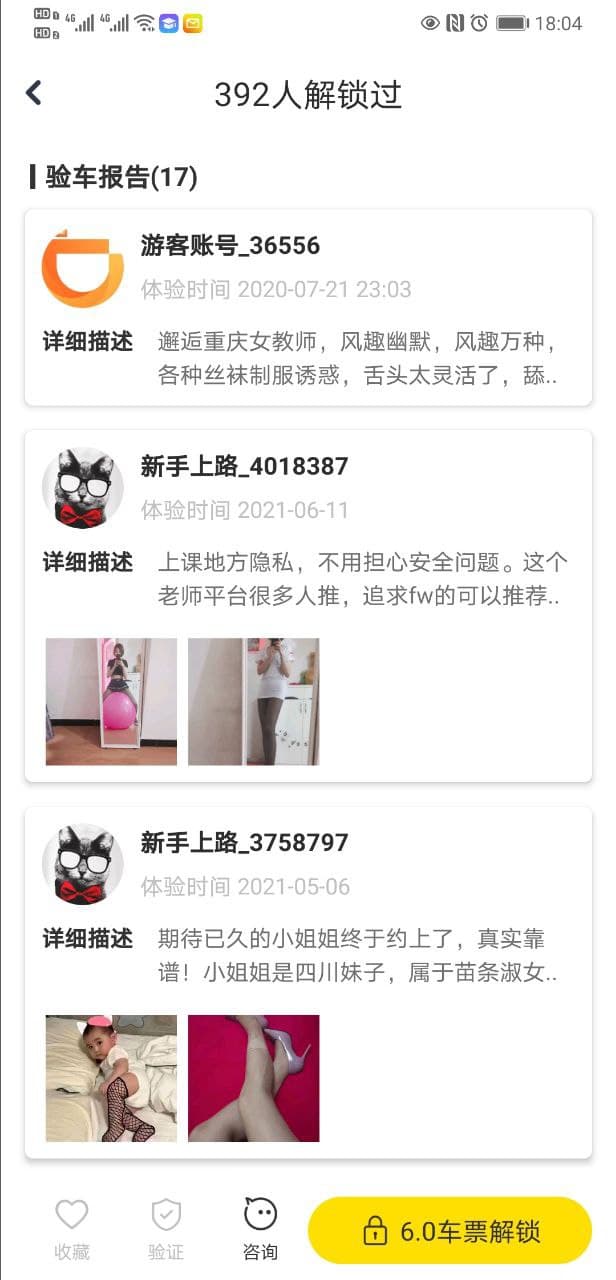 HD 1 4G 4G HD 2 18:04
392人解锁过
验车报告(17)
游客账号_36556
体验时间 2020-07-21 23:03
详细描述 邂逅重庆女教师，风趣幽默，风趣万种，
各种丝袜制服诱惑，舌头太灵活了，舔..
新手上路_4018387
体验时间 2021-06-11
详细描述 上课地方隐私，不用担心安全问题。这个
老师平台很多人推，追求fw的可以推荐..
新手上路_3758797
体验时间 2021-05-06
详细描述 期待已久的小姐姐终于约上了，真实靠
谱！小姐姐是四川妹子，属于苗条淑女..
收藏 验证 咨询 6.0车票解锁